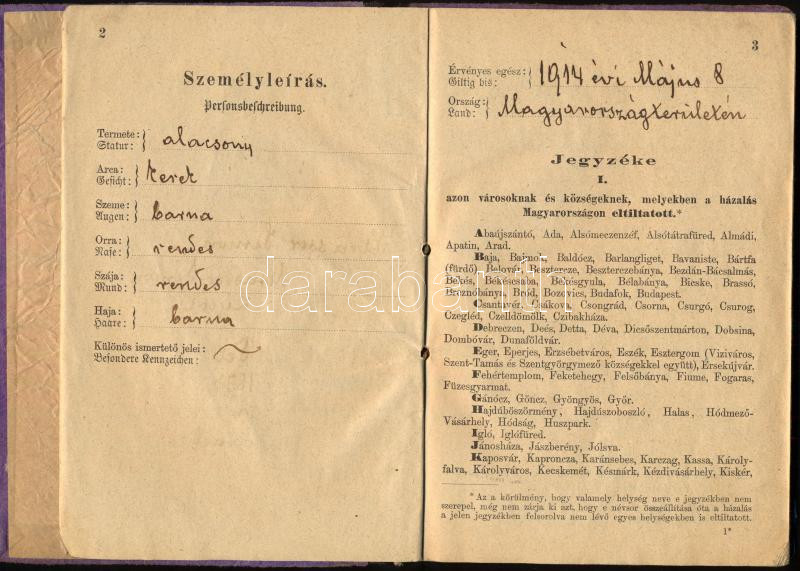 2
Személyleírás.
Personsbeschreibung.
Termete:
Statur:
alacsony
Arca:
Gesicht:
kerek
Szeme:
Augen:
barna
Orra:
Nase:
rendes
Szája:
Mund:
rendes
Haja:
Haare:
barna
Különös ismertető jelei:
Besondere Kennzeichen:
3
Érvényes egész:
Giltig bis:
1914 évi Május 8
Ország:
Land:
Magyarország területén
Jegyzéke
I.
azon városoknak és községeknek, melyekben a házalás
Magyarországon eltiltatott.*
Abaújszántó, Ada, Alsómeczenzéf, Alsótátrafüred, Almádi,
Apatin, Arad.
Baja, Bajmok, Baldócz, Barlangliget, Bavaniste, Bártfa
(fürdő), Belovár, Besztercze, Beszterczebánya, Bezdán-Bácsalmás,
Békés, Békéscsaba, Békésgyula, Bélabánya, Bicske, Brassó,
Breznóbánya, Bród, Bozovics, Budafok, Budapest.
Csantavér, Csákova, Csongrád, Csorna, Csurgó, Csurog,
Czegléd, Czelldömölk, Czibakháza.
Debreczen, Deés, Detta, Déva, Dicsőszentmárton, Dobsina,
Dombóvár, Dunaföldvár.
Eger, Eperjes, Erzsébetváros, Eszék, Esztergom (Viziváros,
Szent-Tamás és Szentgyörgymező községekkel együtt), Érsekújvár.
Fehértemplom, Feketehegy, Felsőbánya, Fiume, Fogaras,
Füzesgyarmat.
Gánócz, Göncz, Gyöngyös, Győr.
Hajdúböszörmény, Hajdúszoboszló, Halas, Hódmező-
Vásárhely, Hódság, Huszpark.
Igló, Iglófüred.
Jánosháza, Jászberény, Jólsva.
Kaposvár, Kaproncza, Karánsebes, Karczag, Kassa, Károly-
falva, Károlyváros, Kecskemét, Késmárk, Kézdivásárhely, Kiskér,
* Az a körülmény, hogy valamely helység neve e jegyzékben nem
szerepel, még nem zárja ki azt, hogy e névsor összeállítása óta a házalás
a jelen jegyzékben felsorolva nem lévő egyes helységekben is eltiltatott.
1*
darabanth